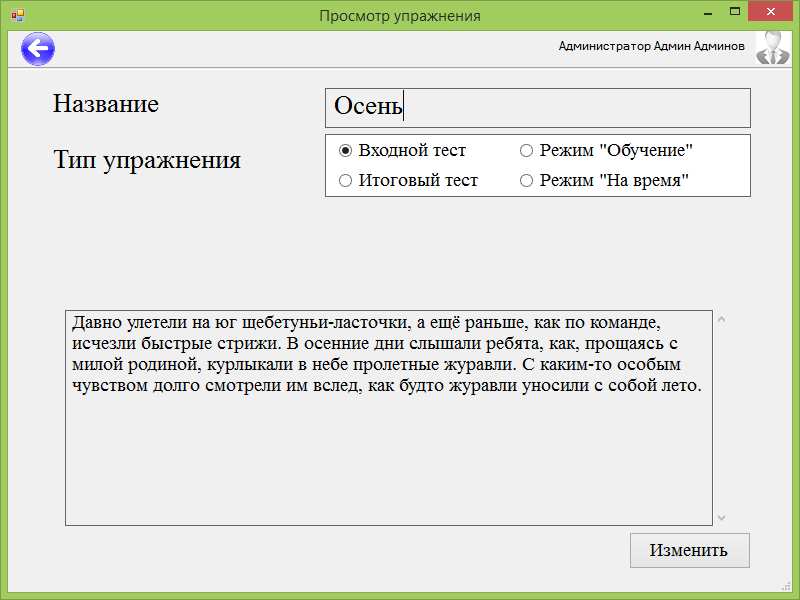 Просмотр упражнения
Администратор Админ Админов
Название
Осень
Тип упражнения
Входной тест
Режим "Обучение"
Итоговый тест
Режим "На время"
Давно улетели на юг щебетуньи-ласточки, а ещё раньше, как по команде,
исчезли быстрые стрижи. В осенние дни слышали ребята, как, прощаясь с
милой родиной, курлыкали в небе пролетные журавли. С каким-то особым
чувством долго смотрели им вслед, как будто журавли уносили с собой лето.
Изменить